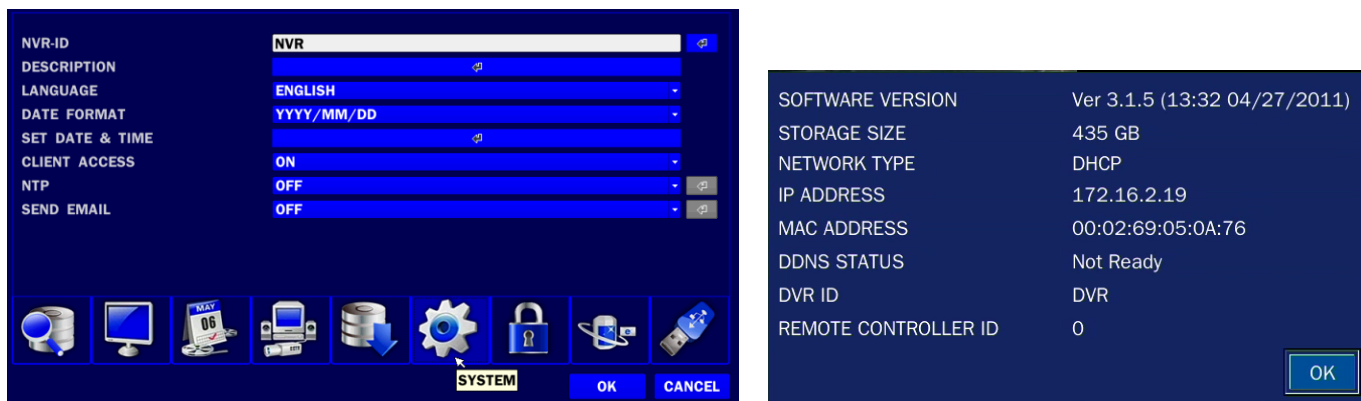 NVR-ID NVR
DESCRIPTION
LANGUAGE ENGLISH
DATE FORMAT YYYY/MM/DD
SET DATE & TIME
CLIENT ACCESS ON
NTP OFF
SEND EMAIL OFF
MAY
06
SYSTEM
OK CANCEL
SOFTWARE VERSION Ver 3.1.5 (13:32 04/27/2011)
STORAGE SIZE 435 GB
NETWORK TYPE DHCP
IP ADDRESS 172.16.2.19
MAC ADDRESS 00:02:69:05:0A:76
DDNS STATUS Not Ready
DVR ID DVR
REMOTE CONTROLLER ID 0
OK